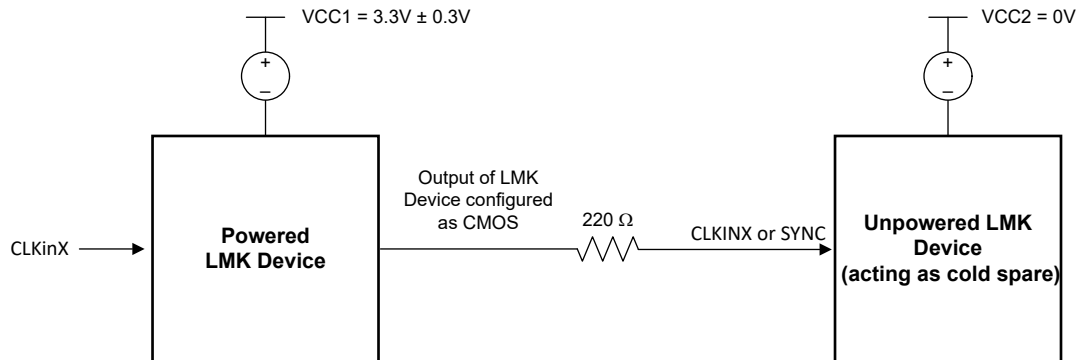 VCC1 = 3.3V ± 0.3V
VCC2 = 0V
+
–
+
–
Output of LMK
Device configured
as CMOS
220 Ω
CLKinX
Powered
LMK Device
CLKINX or SYNC
Unpowered LMK
Device
(acting as cold spare)